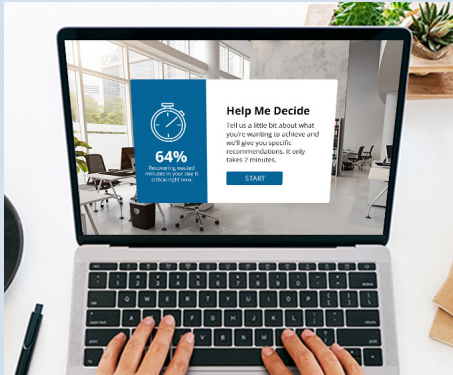 64%
Recovering wasted
minutes in your day is
critical right now.
Help Me Decide
Tell us a little bit about what
you're wanting to achieve and
we'll give you specific
recommendations. It only
takes 2 minutes.
START